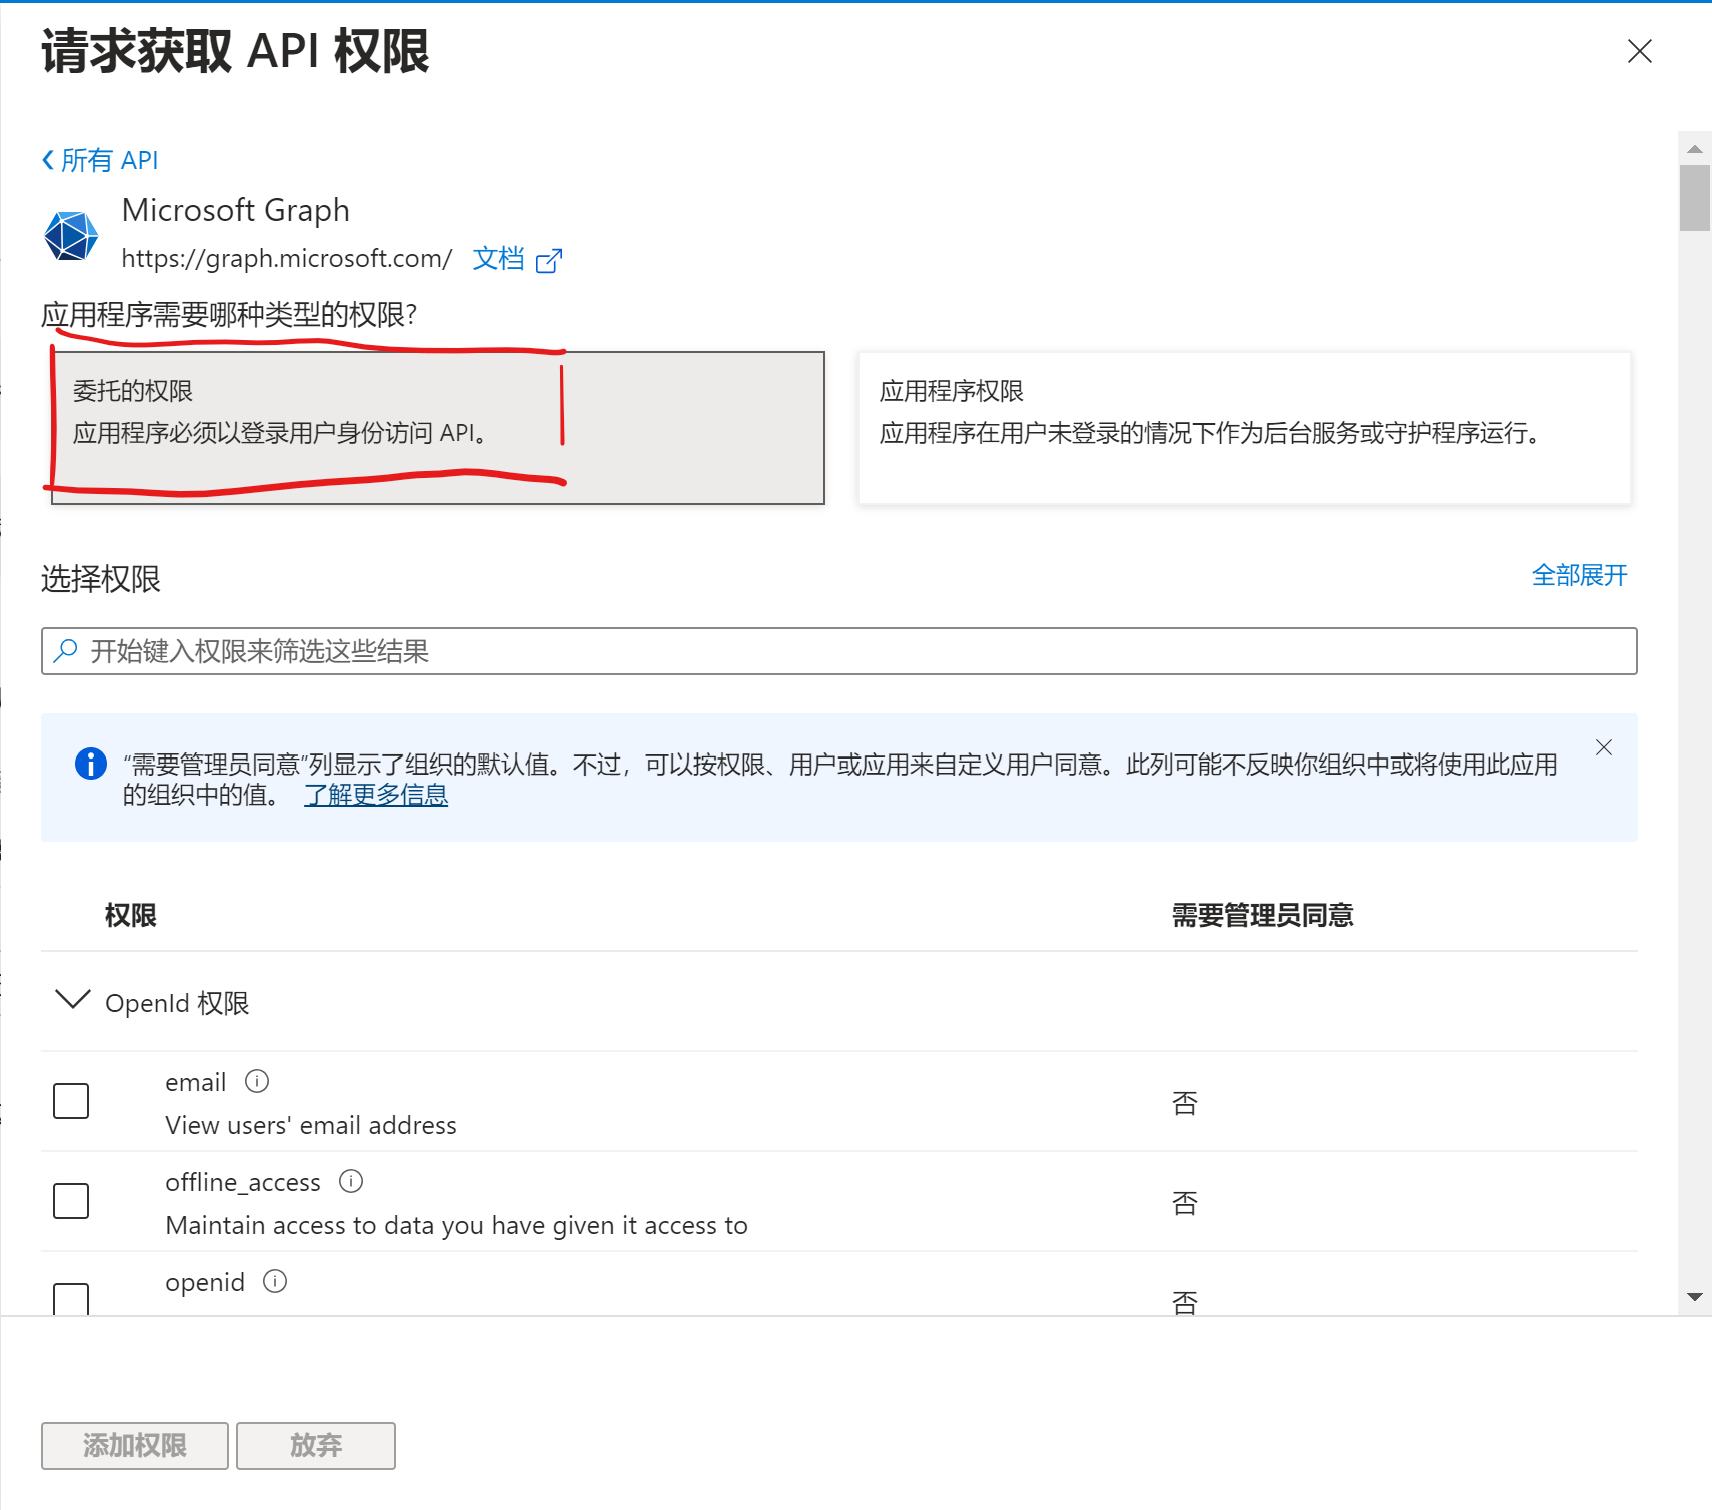 请求获取 API 权限
所有 API
Microsoft Graph
https://graph.microsoft.com/ 文档
应用程序需要哪种类型的权限?
委托的权限
应用程序必须以登录用户身份访问 API。
应用程序权限
应用程序在用户未登录的情况下作为后台服务或守护程序运行。
选择权限
全部展开
开始键入权限来筛选这些结果
“需要管理员同意”列显示了组织的默认值。不过，可以按权限、用户或应用来自定义用户同意。此列可能不反映你组织中或将使用此应用
的组织中的值。 了解更多信息
权限 需要管理员同意
OpenId 权限
email
View users' email address
否
offline_access
Maintain access to data you have given it access to
否
openid
否
添加权限 放弃